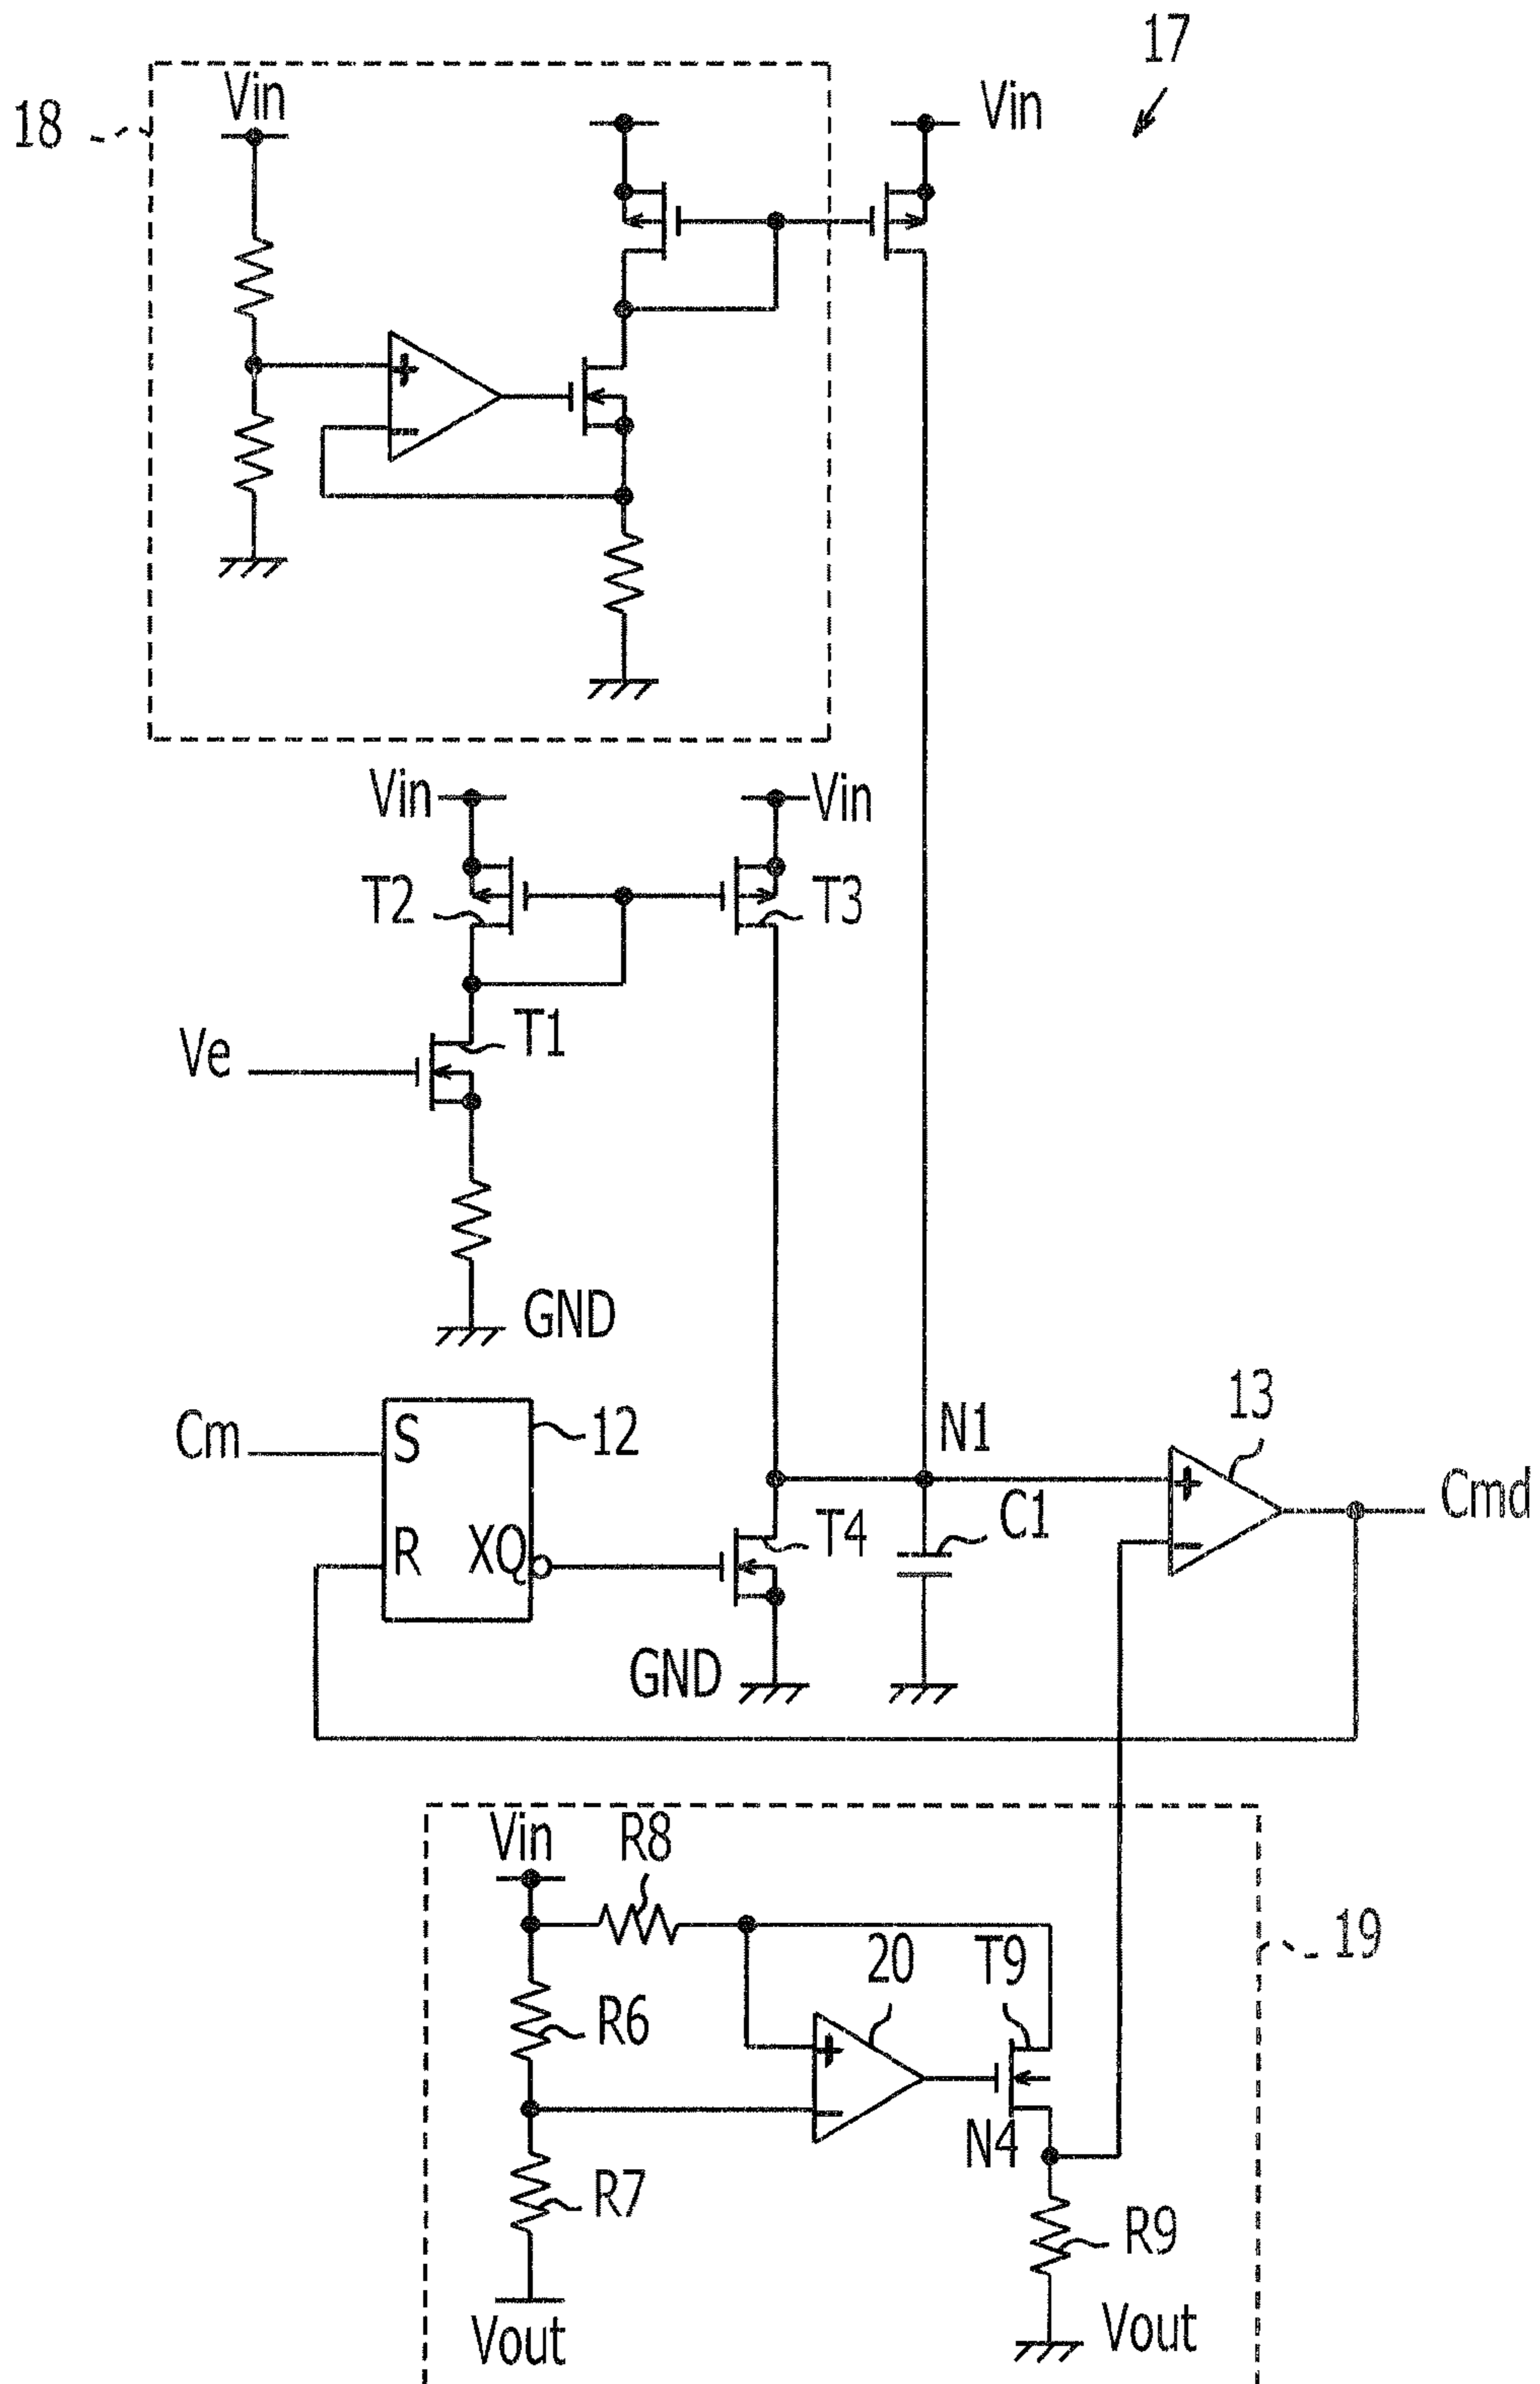 17
18
Vin
Vin
+
−
Vin
Vin
T2
T3
T1
Ve
GND
Cm
S
12
R
XQ
N1
13
+
−
Cmd
T4
C1
GND
Vin
R8
19
20
T9
R6
+
−
N4
R7
R9
Vout
Vout